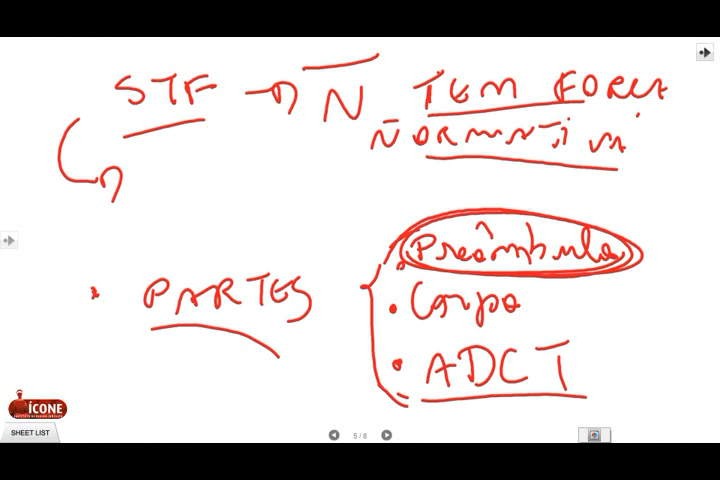 STF → N̄ TEM FORÇA
NORMATIVA
• PARTES
• Preâmbulo
• Corpo
• ADCT
ÍCONE
SHEET LIST
5 / 8